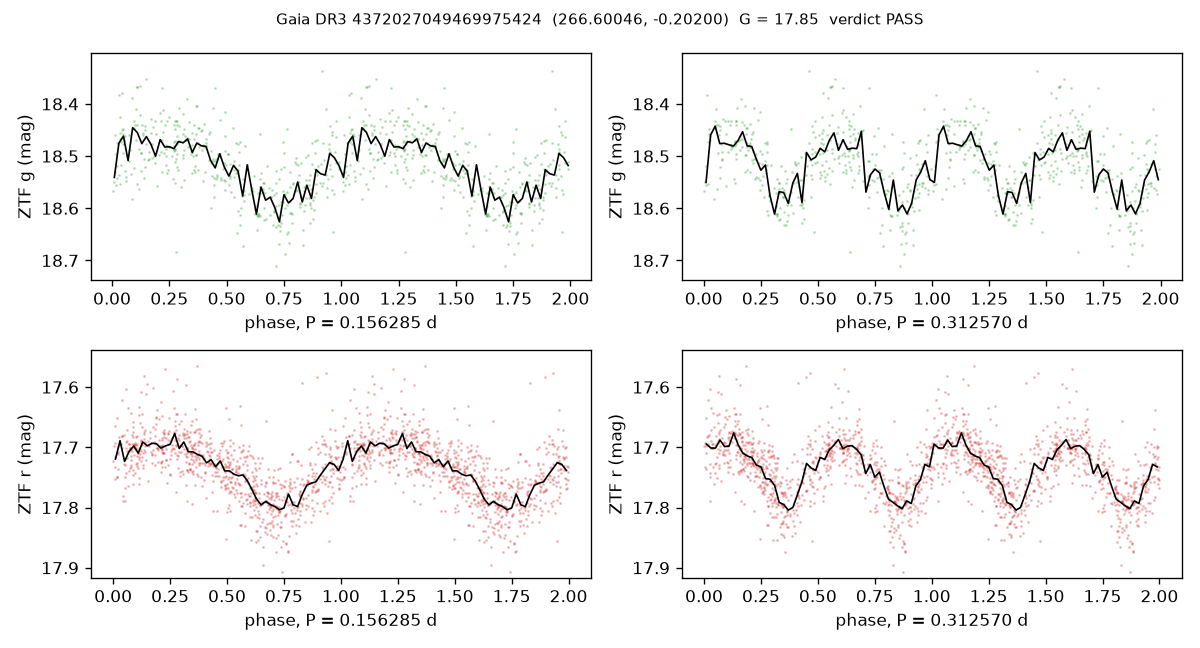 Gaia DR3 4372027049469975424 (266.60046, -0.20200) G = 17.85 verdict PASS
ZTF g (mag)
18.4
18.5
18.6
18.7
0.00 0.25 0.50 0.75 1.00 1.25 1.50 1.75 2.00
phase, P = 0.156285 d
ZTF g (mag)
18.4
18.5
18.6
18.7
0.00 0.25 0.50 0.75 1.00 1.25 1.50 1.75 2.00
phase, P = 0.312570 d
ZTF r (mag)
17.6
17.7
17.8
17.9
0.00 0.25 0.50 0.75 1.00 1.25 1.50 1.75 2.00
phase, P = 0.156285 d
ZTF r (mag)
17.6
17.7
17.8
17.9
0.00 0.25 0.50 0.75 1.00 1.25 1.50 1.75 2.00
phase, P = 0.312570 d